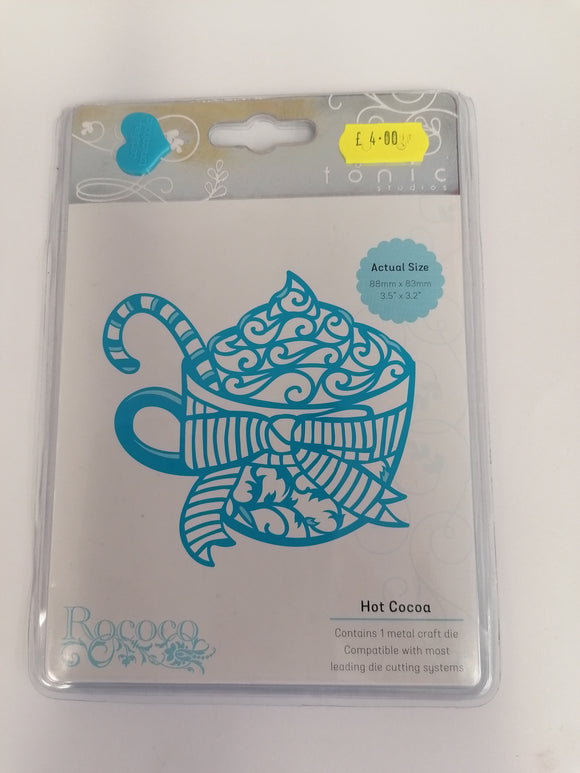 £ 4.00
tonic
studios
Actual Size
88mm x 83mm
3.5" x 3.2"
Hot Cocoa
Contains 1 metal craft die
Compatible with most
leading die cutting systems
Rococo